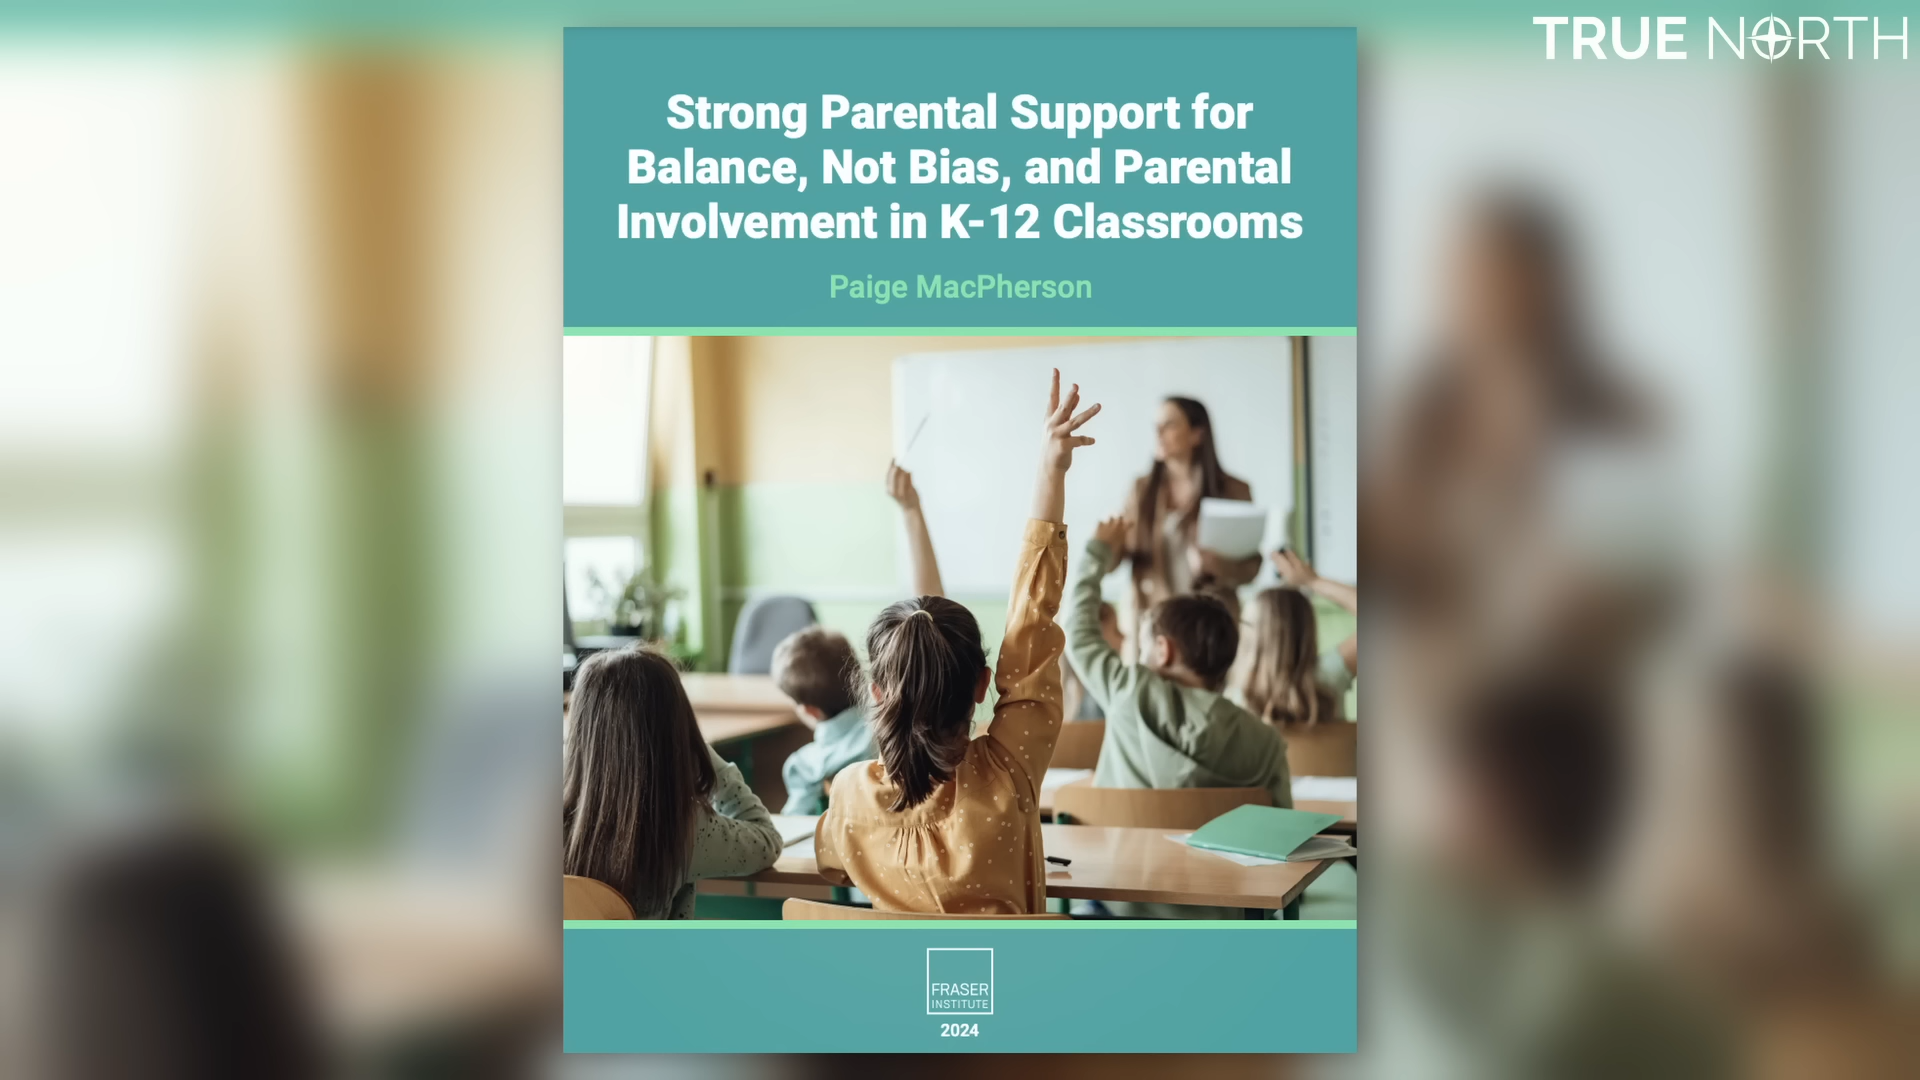 TRUE NORTH
Strong Parental Support for
Balance, Not Bias, and Parental
Involvement in K-12 Classrooms
Paige MacPherson
FRASER
INSTITUTE
2024